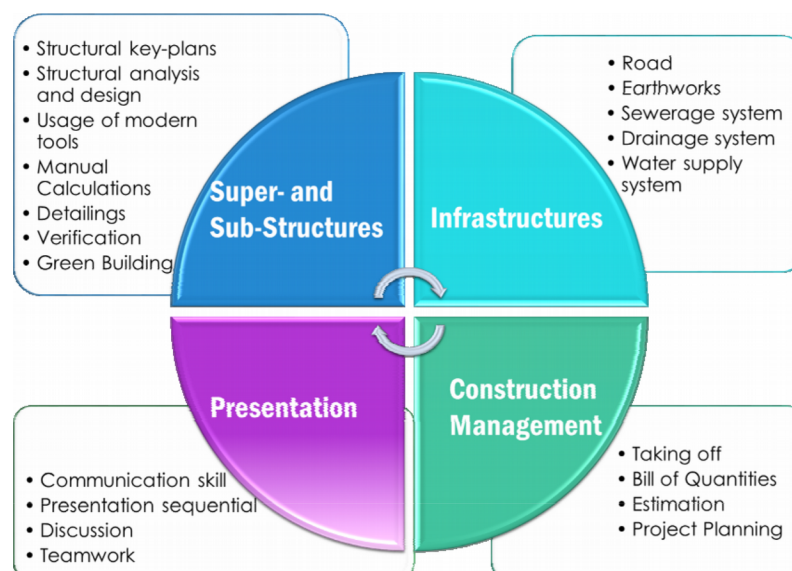 • Structural key-plans
• Structural analysis
and design
• Usage of modern
tools
• Manual
Calculations
• Detailings
• Verification
• Green Building
Super- and
Sub-Structures
• Road
• Earthworks
• Sewerage system
• Drainage system
• Water supply
system
Infrastructures
Presentation
• Communication skill
• Presentation sequential
• Discussion
• Teamwork
Construction
Management
• Taking off
• Bill of Quantities
• Estimation
• Project Planning